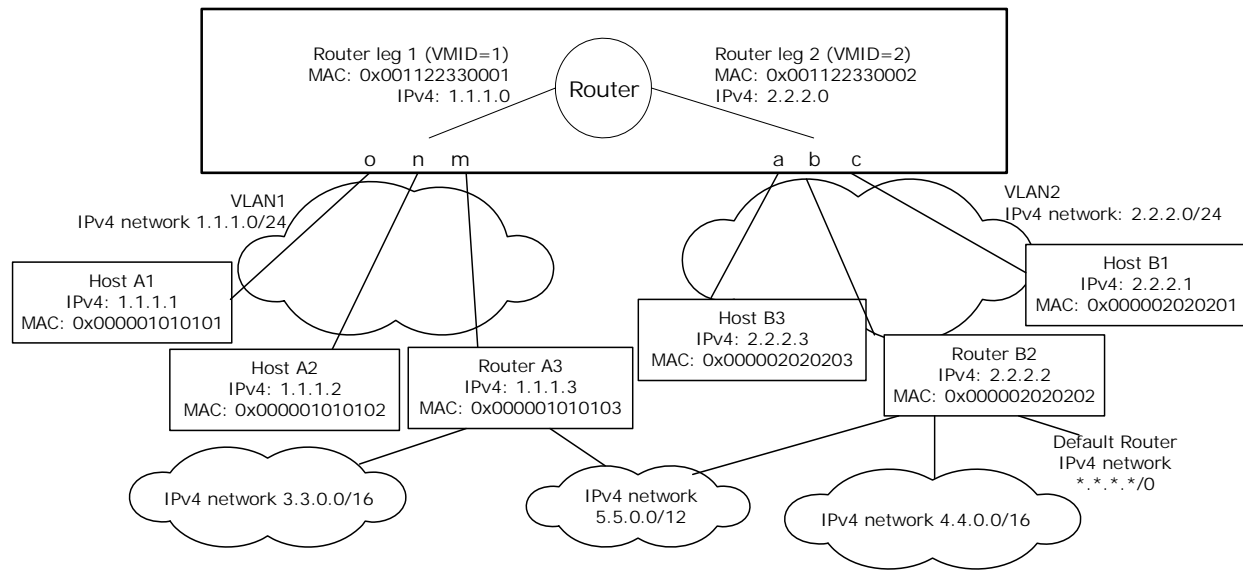 Router leg 1 (VMID=1)
MAC: 0x001122330001
IPv4: 1.1.1.0
Router
Router leg 2 (VMID=2)
MAC: 0x001122330002
IPv4: 2.2.2.0
o n m
a b c
VLAN1
IPv4 network 1.1.1.0/24
VLAN2
IPv4 network: 2.2.2.0/24
Host A1
IPv4: 1.1.1.1
MAC: 0x000001010101
Host B1
IPv4: 2.2.2.1
MAC: 0x000002020201
Host A2
IPv4: 1.1.1.2
MAC: 0x000001010102
Router A3
IPv4: 1.1.1.3
MAC: 0x000001010103
Host B3
IPv4: 2.2.2.3
MAC: 0x000002020203
Router B2
IPv4: 2.2.2.2
MAC: 0x000002020202
Default Router
IPv4 network
*.*.*.*/0
IPv4 network 3.3.0.0/16
IPv4 network
5.5.0.0/12
IPv4 network 4.4.0.0/16